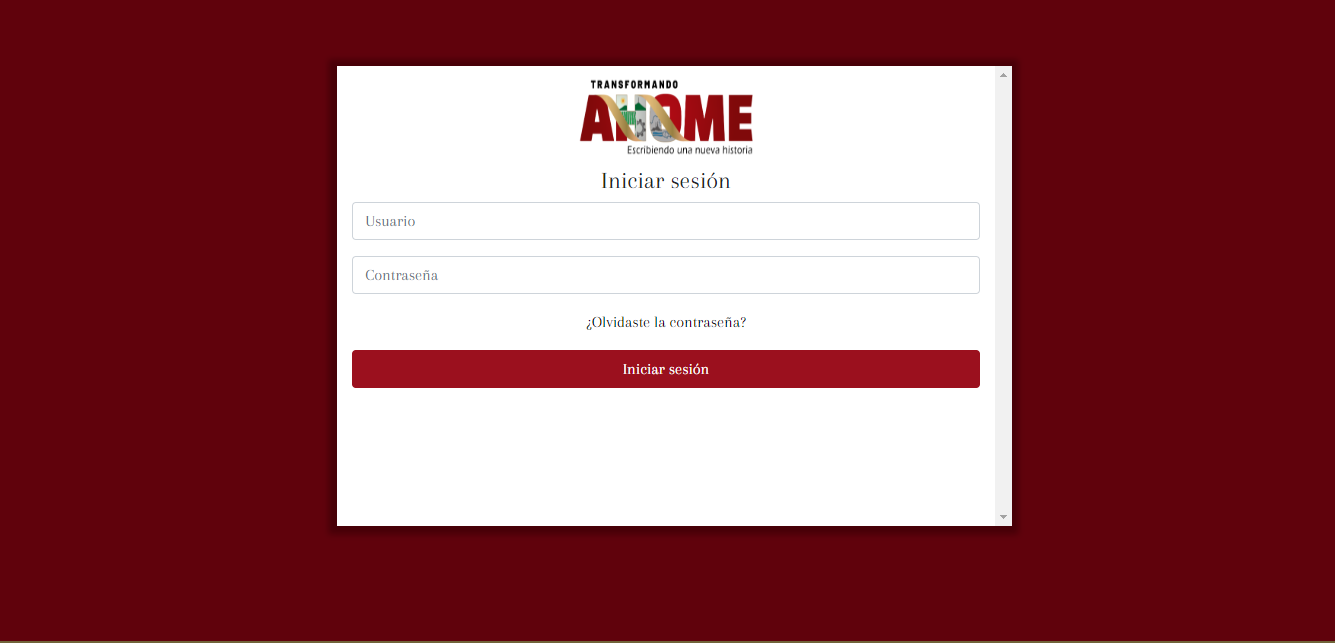 TRANSFORMANDO
AHOME
Escribiendo una nueva historia
Iniciar sesión
Usuario
Contraseña
¿Olvidaste la contraseña?
Iniciar sesión